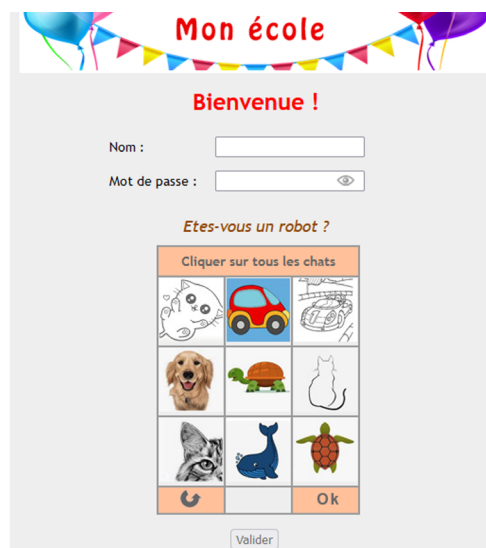 Mon école
Bienvenue !
Nom :
Mot de passe :
Etes-vous un robot ?
Cliquer sur tous les chats
Ok
Valider